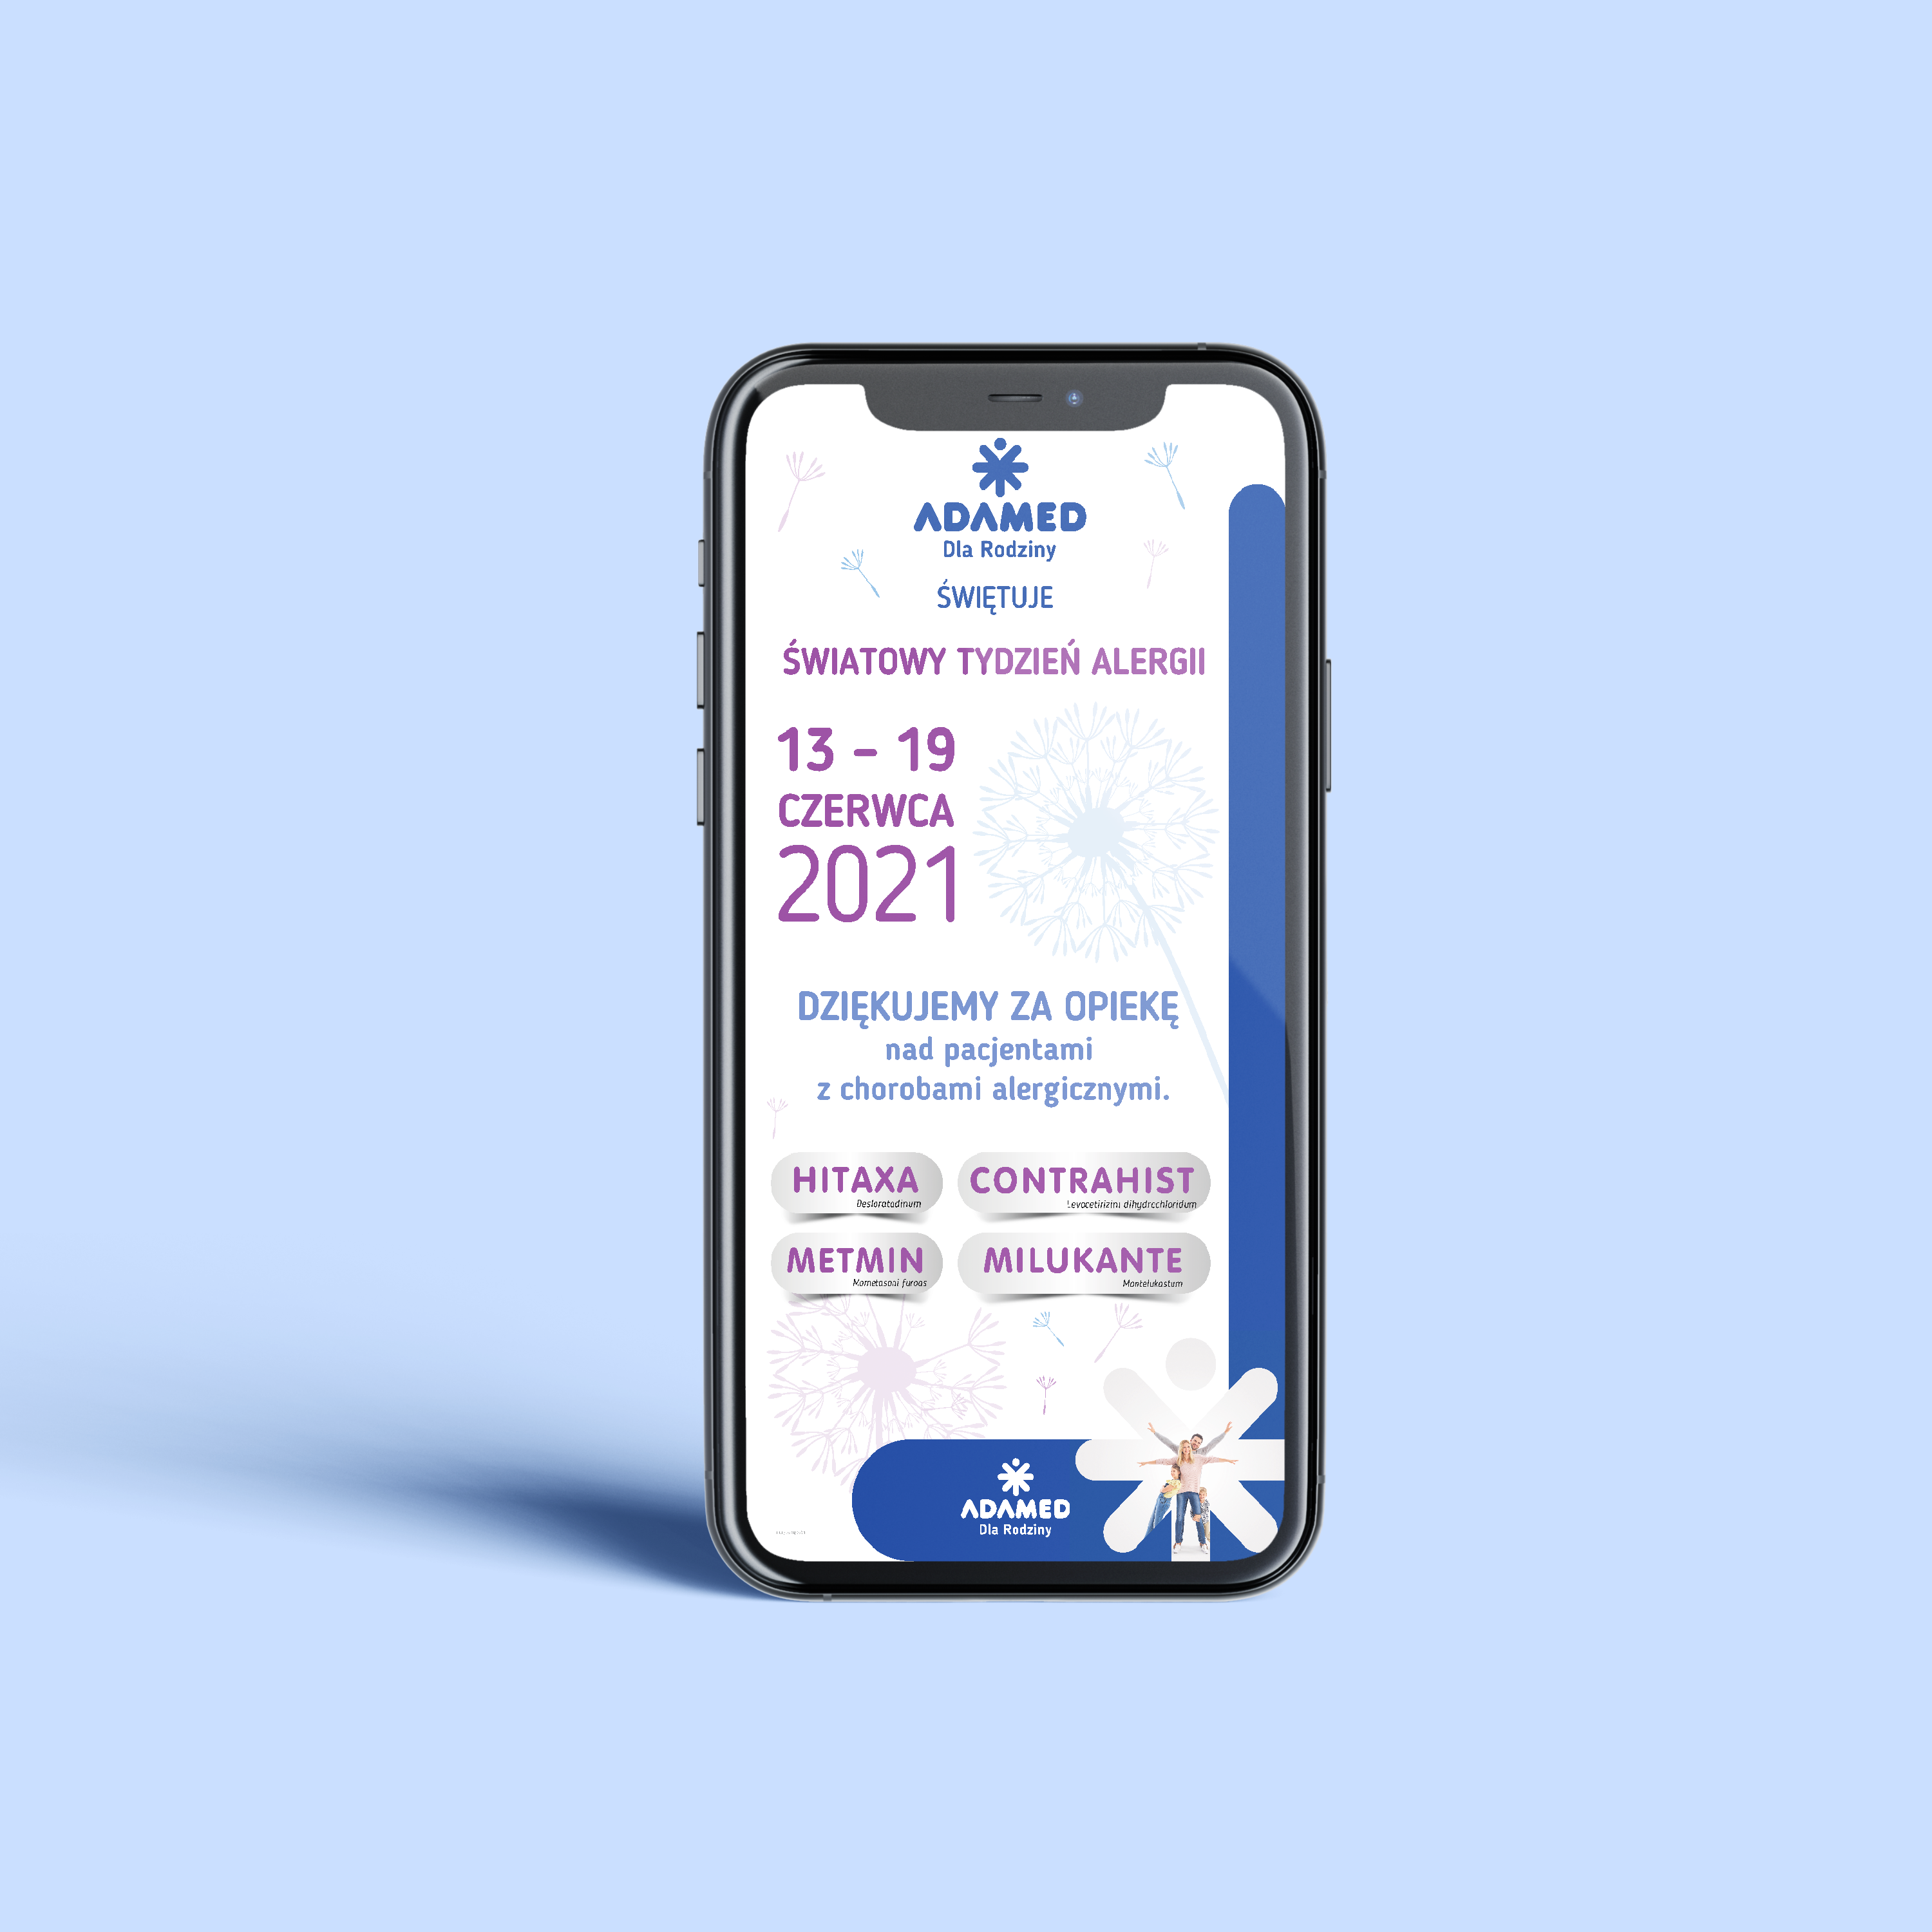 ADAMED
Dla Rodziny
ŚWIĘTUJE
ŚWIATOWY TYDZIEŃ ALERGII
13 – 19
CZERWCA
2021
DZIĘKUJEMY ZA OPIEKĘ
nad pacjentami
z chorobami alergicznymi.
HITAXA
Desloratadinum
CONTRAHIST
Levocetirizini dihydrochloridum
METMIN
Mometasoni furoas
MILUKANTE
Montelukastum
ADAMED
Dla Rodziny